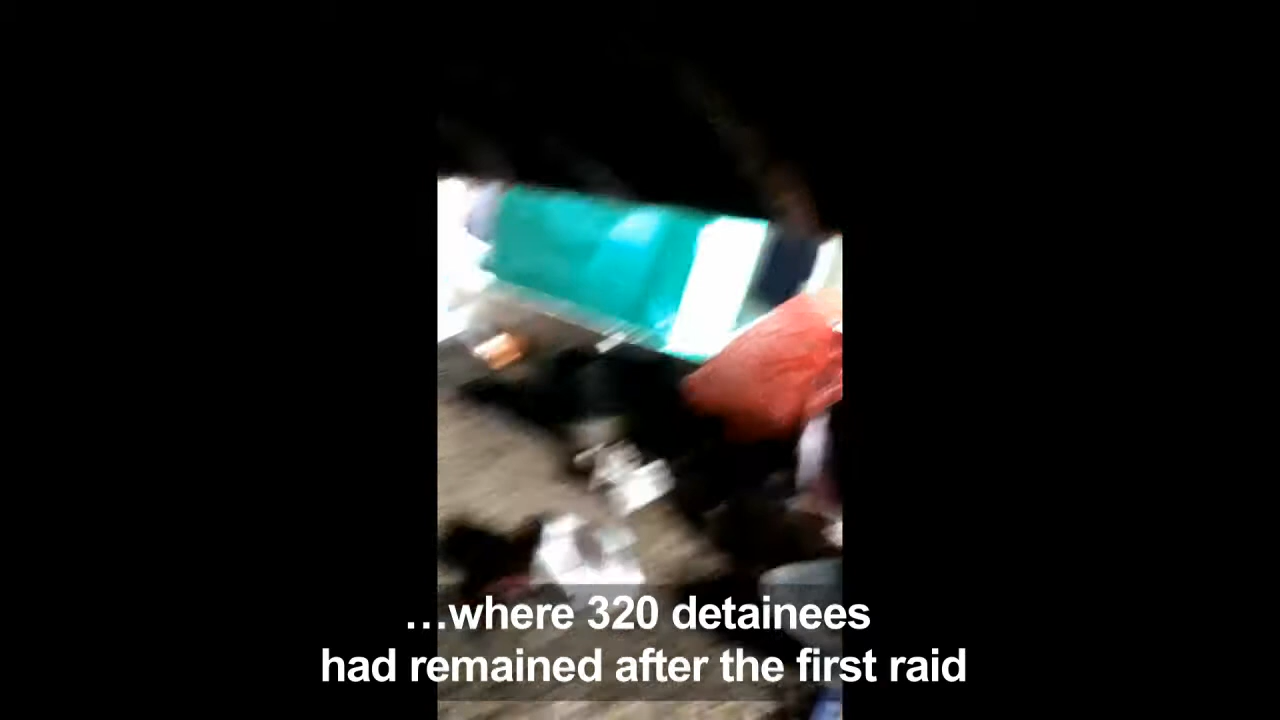 …where 320 detainees
had remained after the first raid